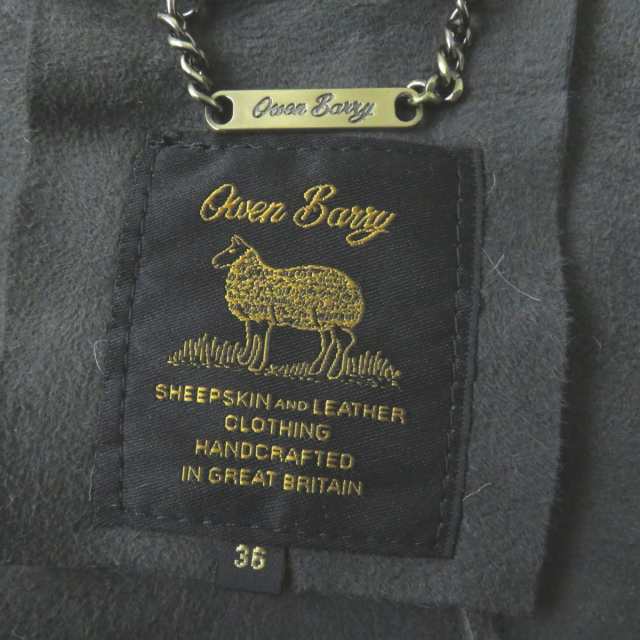 Owen Barry
Owen Barry
SHEEPSKIN AND LEATHER
CLOTHING
HANDCRAFTED
IN GREAT BRITAIN
36